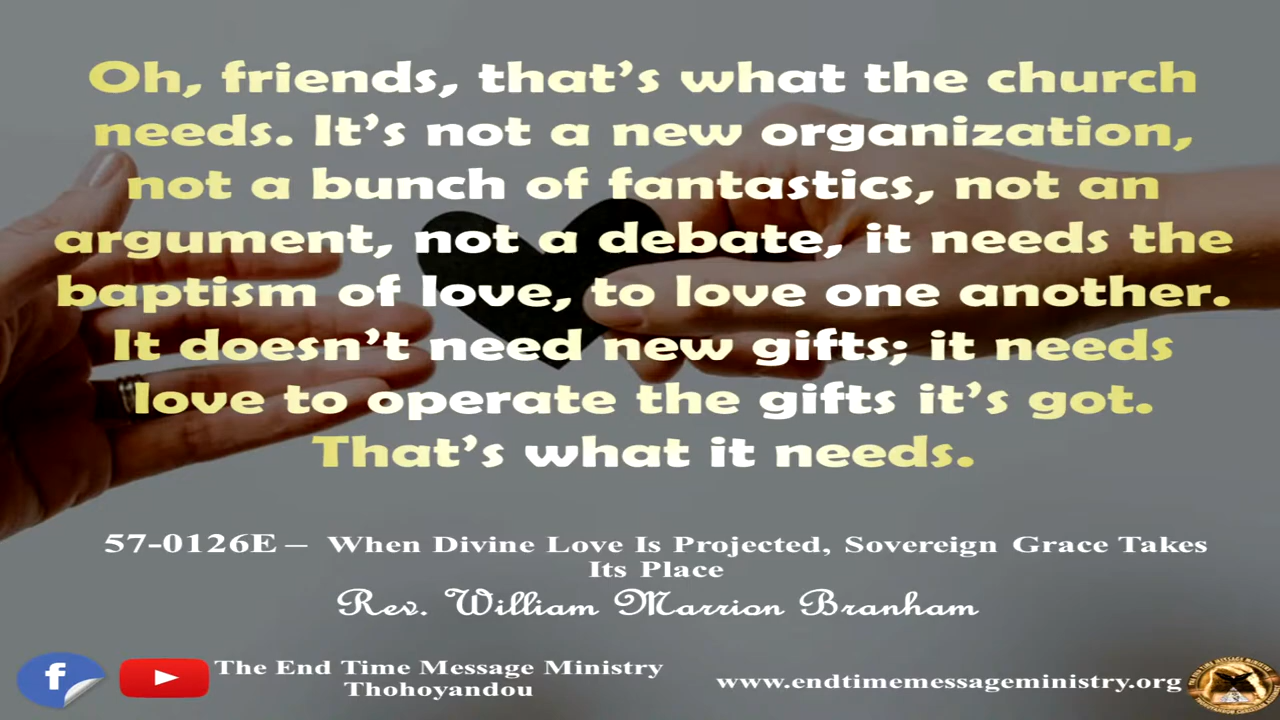 Oh, friends, that's what the church
needs. It's not a new organization,
not a bunch of fantastics, not an
argument, not a debate, it needs the
baptism of love, to love one another.
It doesn't need new gifts; it needs
love to operate the gifts it's got.
That's what it needs.
57-0126E – When Divine Love Is Projected, Sovereign Grace Takes
Its Place
Rev. William Marrion Branham
f
The End Time Message Ministry
Thohoyandou
www.endtimemessageministry.org